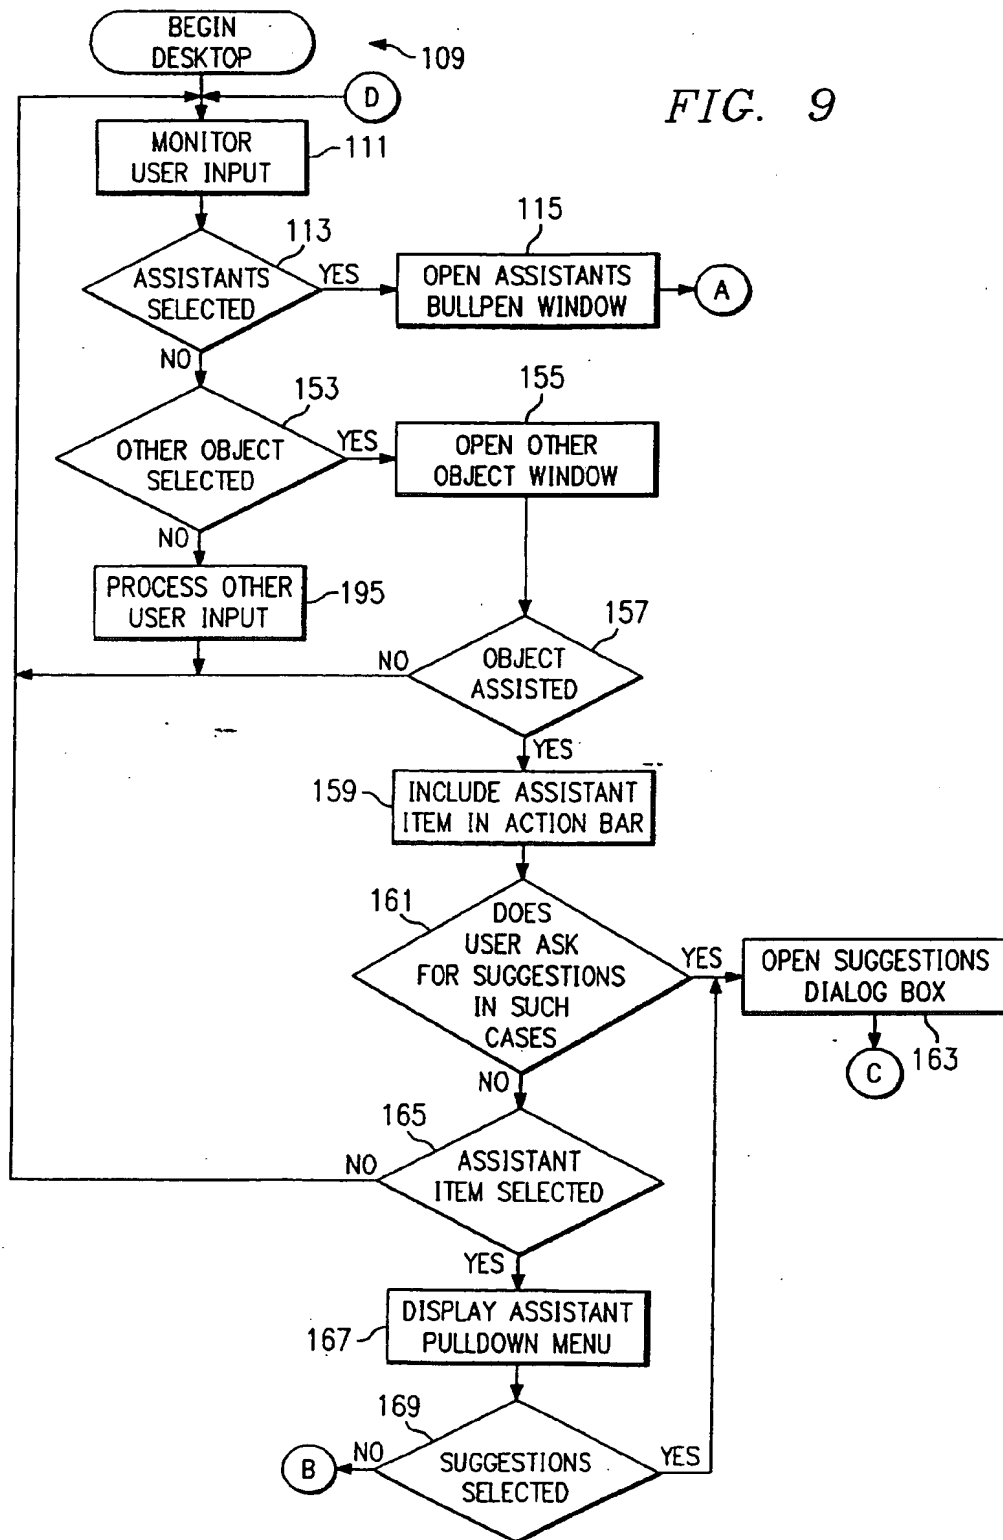 BEGIN
DESKTOP
109
D
FIG. 9
MONITOR
USER INPUT
111
113
ASSISTANTS
SELECTED
YES
115
OPEN ASSISTANTS
BULLPEN WINDOW
A
NO
153
OTHER OBJECT
SELECTED
YES
155
OPEN OTHER
OBJECT WINDOW
NO
PROCESS OTHER
USER INPUT
195
157
NO
OBJECT
ASSISTED
YES
159
INCLUDE ASSISTANT
ITEM IN ACTION BAR
161
DOES
USER ASK
FOR SUGGESTIONS
IN SUCH
CASES
YES
OPEN SUGGESTIONS
DIALOG BOX
163
C
NO
165
NO
ASSISTANT
ITEM SELECTED
YES
167
DISPLAY ASSISTANT
PULLDOWN MENU
169
B
NO
SUGGESTIONS
SELECTED
YES